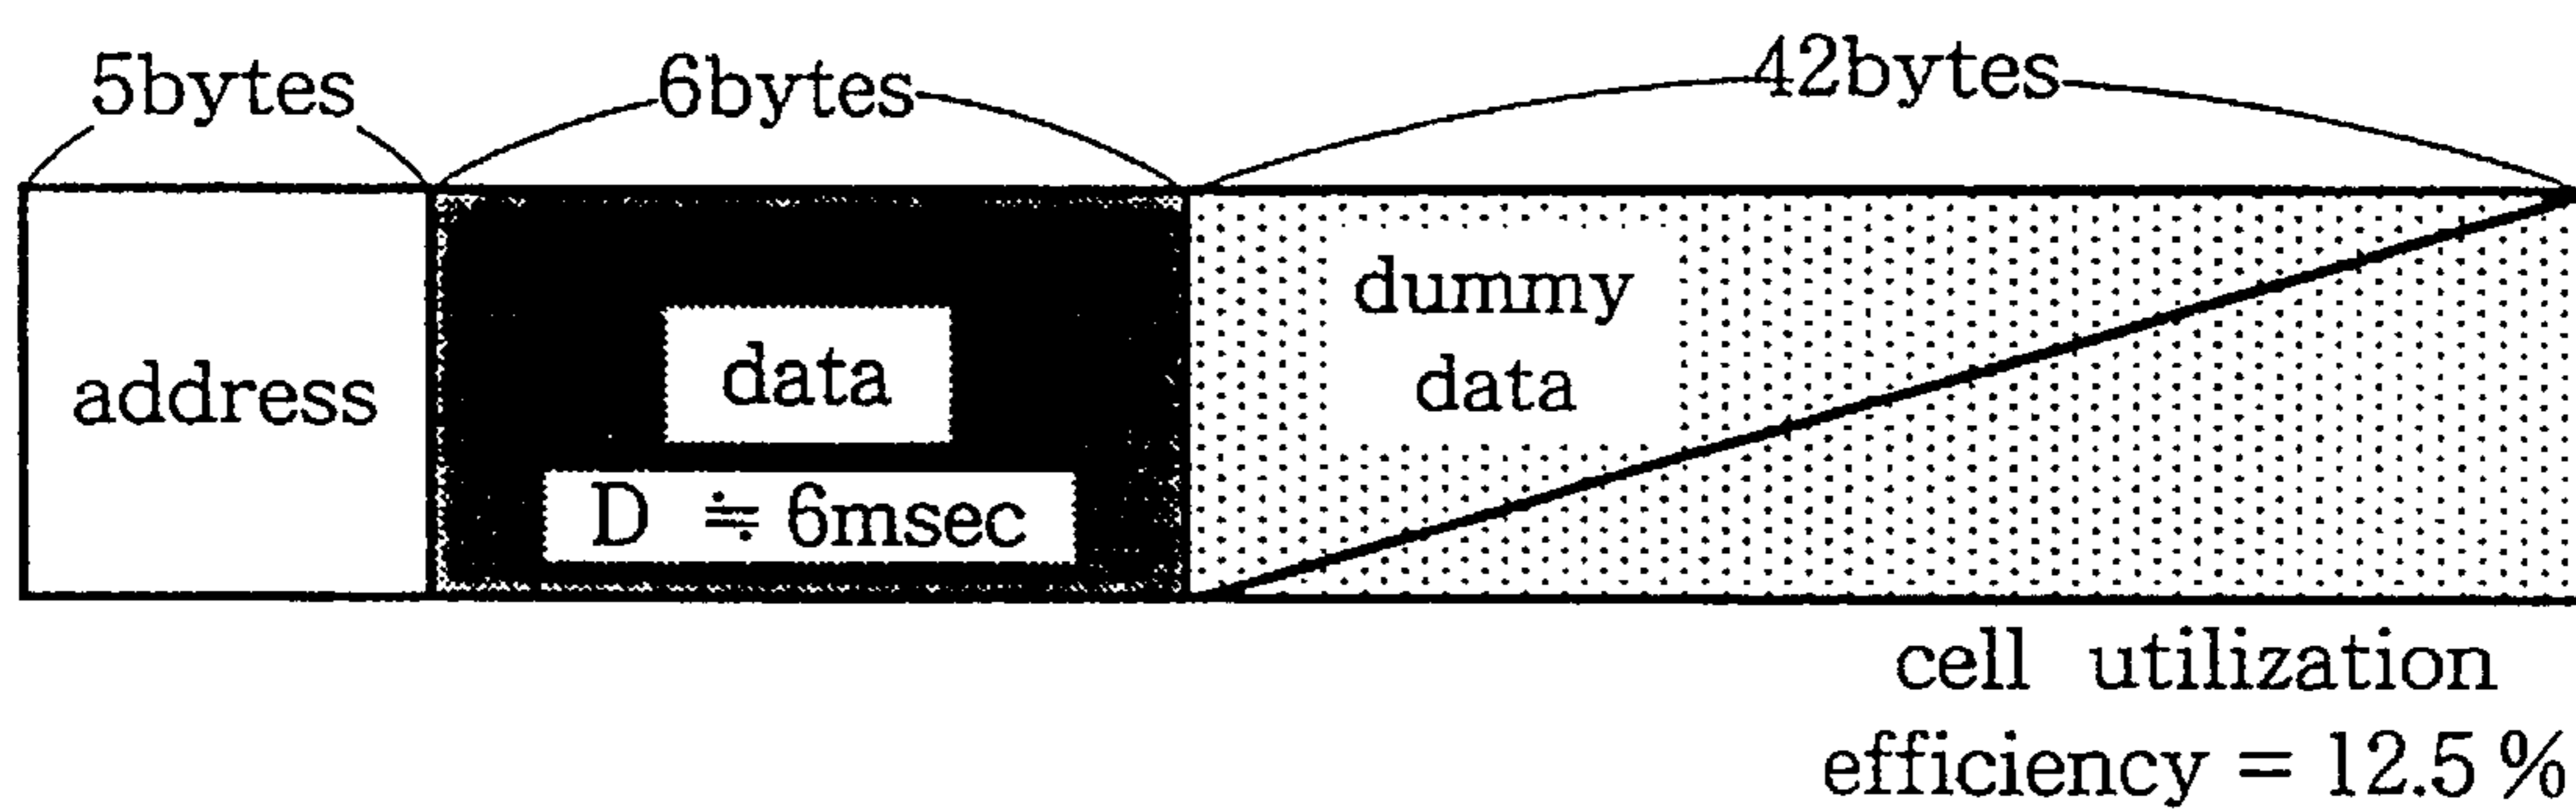 5bytes
6bytes
42bytes
address
data
D ≒ 6msec
dummy
data
cell utilization
efficiency = 12.5 %